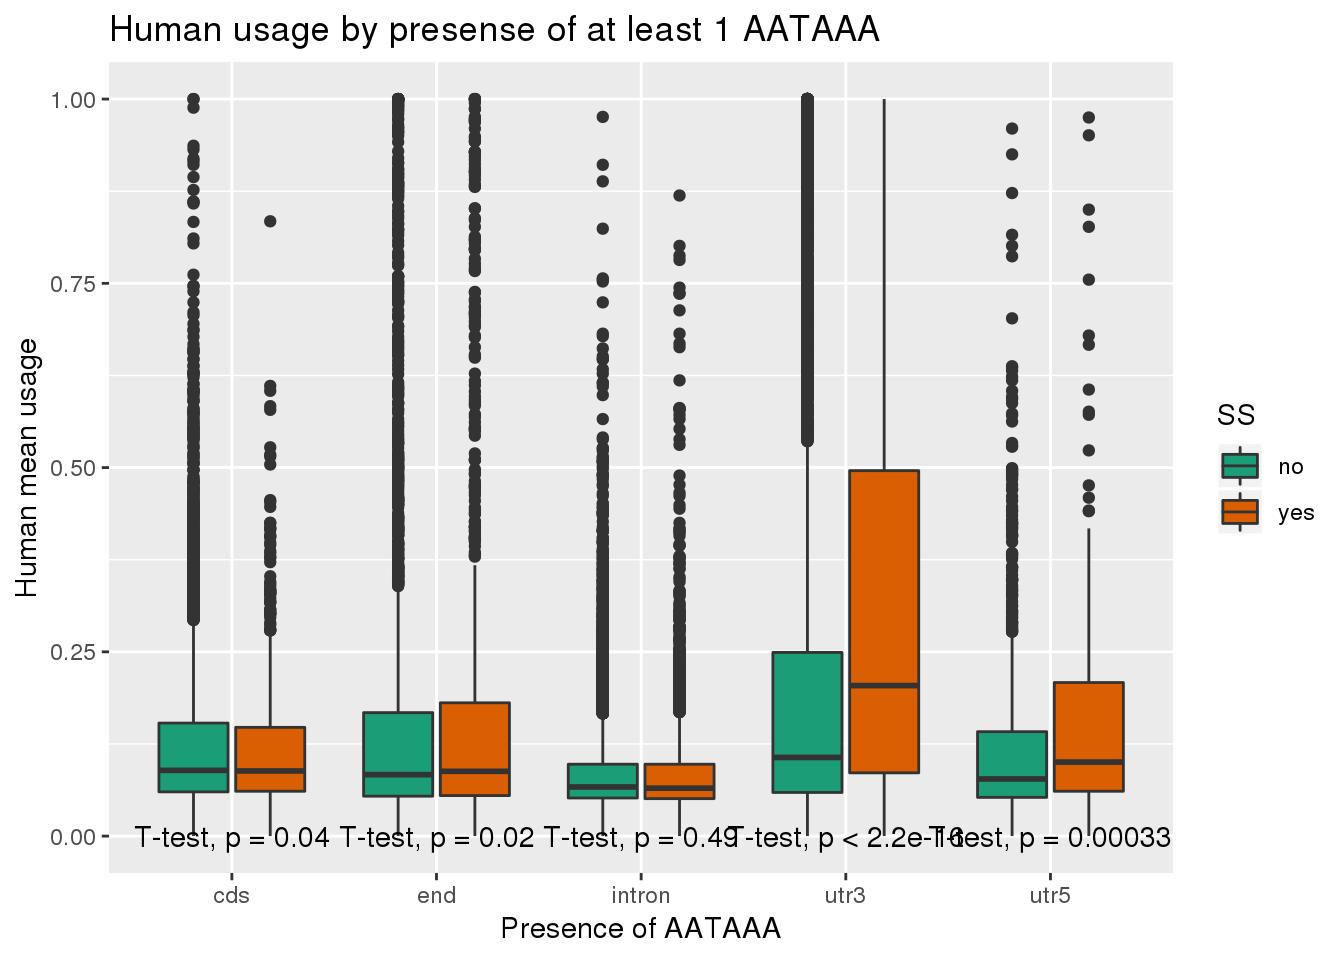 Human usage by presense of at least 1 AATAAA
Human mean usage
1.00
0.75
0.50
0.25
0.00
T-test, p = 0.04
T-test, p = 0.02
T-test, p = 0.49
T-test, p < 2.2e-16
T-test, p = 0.00033
cds
end
intron
utr3
utr5
Presence of AATAAA
SS
no
yes